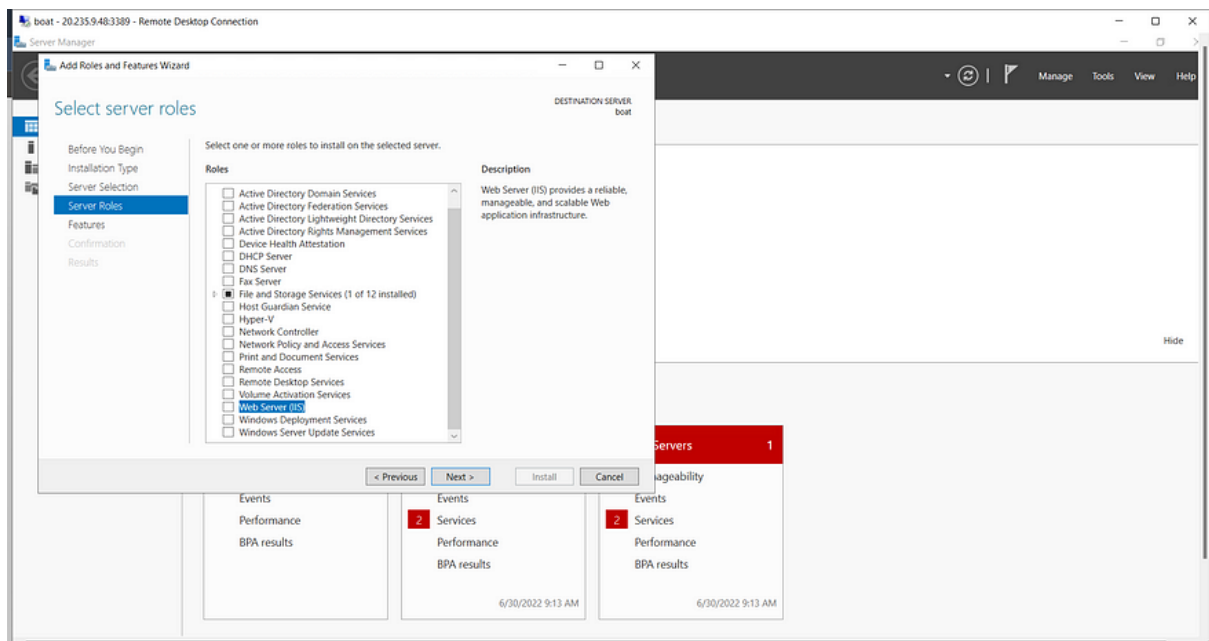 boat - 20.235.9.48:3389 - Remote Desktop Connection
Server Manager
Add Roles and Features Wizard
Manage Tools View Help
Select server roles
DESTINATION SERVER
boat
Before You Begin
Installation Type
Server Selection
Server Roles
Features
Confirmation
Results
Select one or more roles to install on the selected server.
Roles
Active Directory Domain Services
Active Directory Federation Services
Active Directory Lightweight Directory Services
Active Directory Rights Management Services
Device Health Attestation
DHCP Server
DNS Server
Fax Server
File and Storage Services (1 of 12 installed)
Host Guardian Service
Hyper-V
Network Controller
Network Policy and Access Services
Print and Document Services
Remote Access
Remote Desktop Services
Volume Activation Services
Web Server (IIS)
Windows Deployment Services
Windows Server Update Services
Description
Web Server (IIS) provides a reliable,
manageable, and scalable Web
application infrastructure.
< Previous Next > Install Cancel
Hide
Events
Performance
BPA results
Events
2 Services
Performance
BPA results
6/30/2022 9:13 AM
Servers 1
ageability
Events
2 Services
Performance
BPA results
6/30/2022 9:13 AM